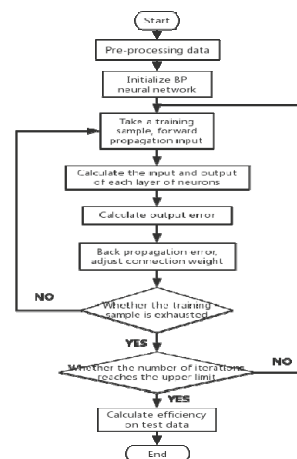 Start
Pre-processing data
Initialize BP
neural network
Take a training
sample, forward
propagation input
Calculate the input and output
of each layer of neurons
Calculate output error
Back propagation error,
adjust connection weight
NO
Whether the training
sample is exhausted
YES
Whether the number of iterations
reaches the upper limit
NO
YES
Calculate efficiency
on test data
End